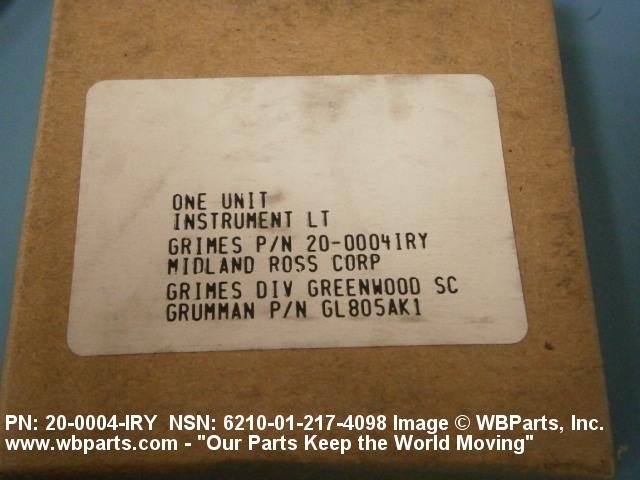 ONE UNIT
INSTRUMENT LT
GRIMES P/N 20-0004IRY
MIDLAND ROSS CORP
GRIMES DIV GREENWOOD SC
GRUMMAN P/N GL805AK1
PN: 20-0004-IRY NSN: 6210-01-217-4098 Image © WBParts, Inc.
www.wbparts.com - "Our Parts Keep the World Moving"